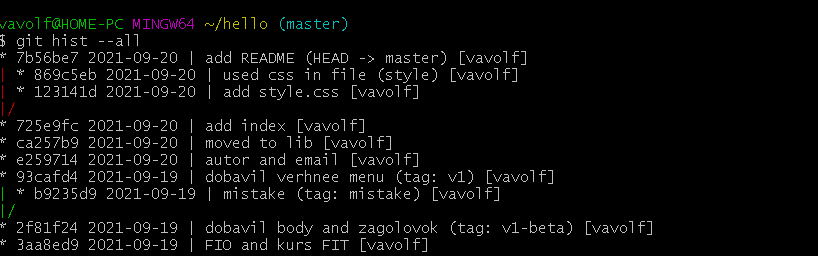 vavolf@HOME-PC MINGW64 ~/hello (master)
$ git hist --all
* 7b56be7 2021-09-20 | add README (HEAD -> master) [vavolf]
| * 869c5eb 2021-09-20 | used css in file (style) [vavolf]
| * 123141d 2021-09-20 | add style.css [vavolf]
|/
* 725e9fc 2021-09-20 | add index [vavolf]
* ca257b9 2021-09-20 | moved to lib [vavolf]
* e259714 2021-09-20 | autor and email [vavolf]
* 93cafd4 2021-09-19 | dobavil verhnee menu (tag: v1) [vavolf]
| * b9235d9 2021-09-19 | mistake (tag: mistake) [vavolf]
|/
* 2f81f24 2021-09-19 | dobavil body and zagolovok (tag: v1-beta) [vavolf]
* 3aa8ed9 2021-09-19 | FIO and kurs FIT [vavolf]